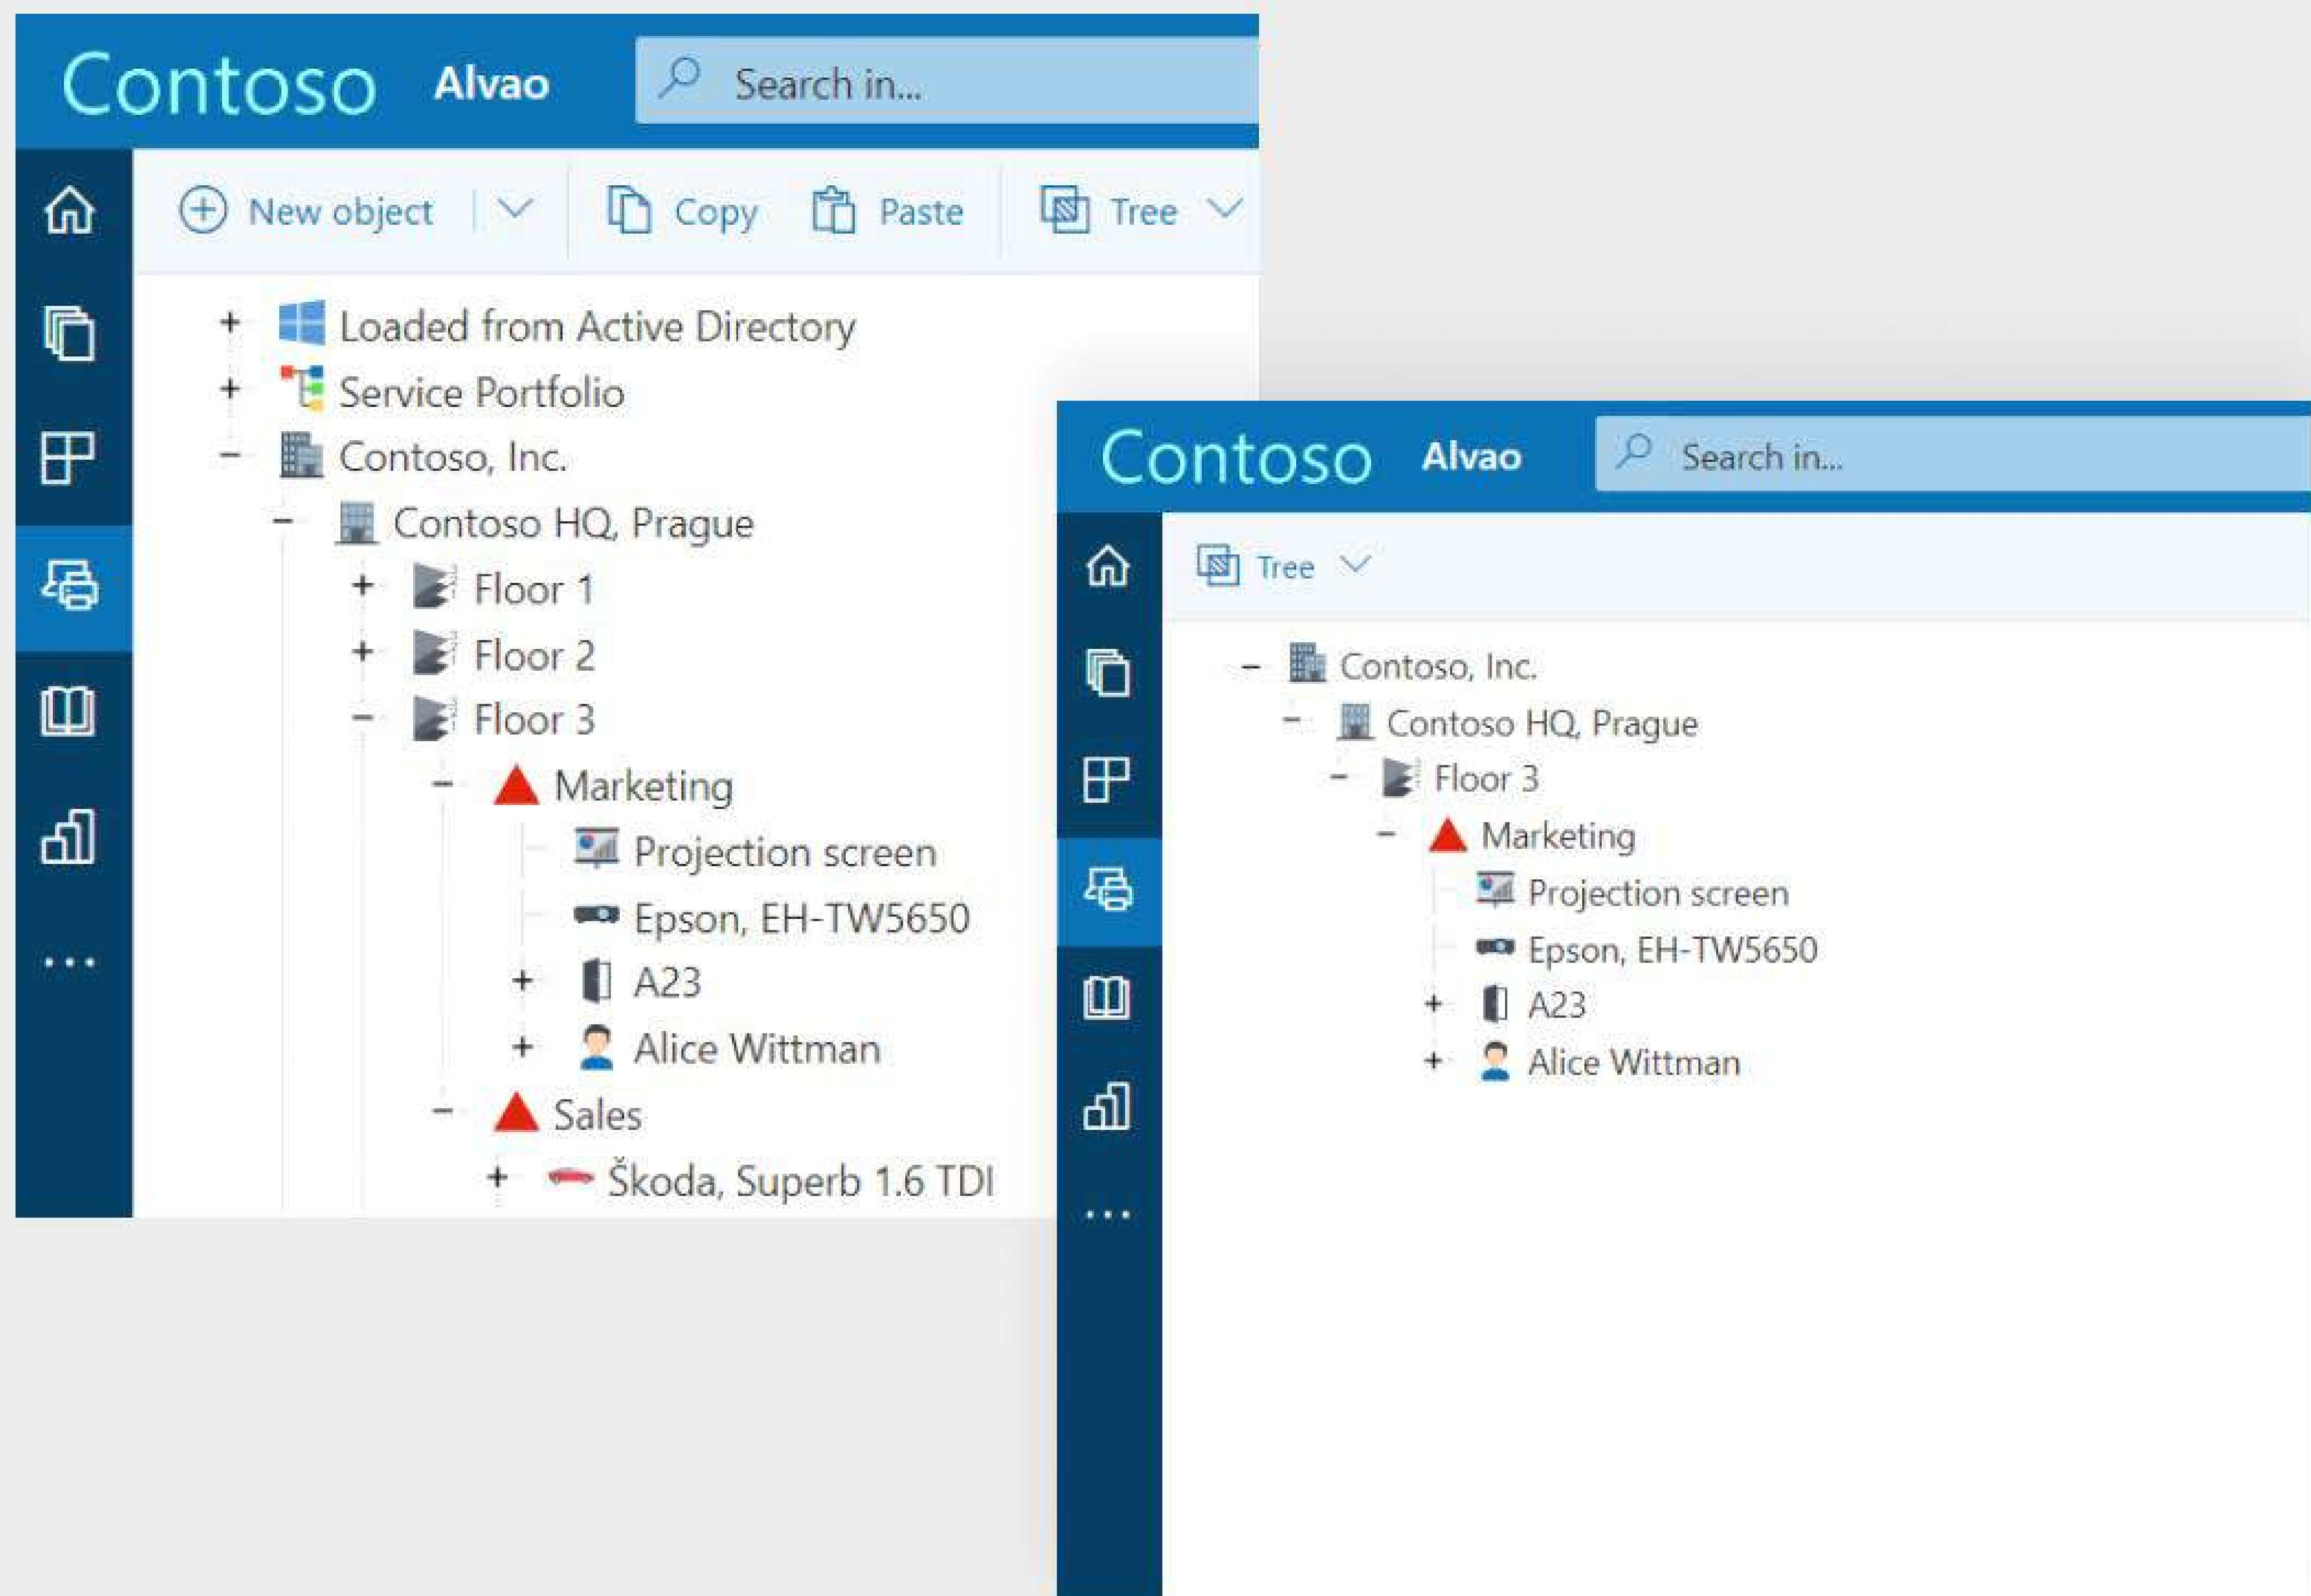 Contoso Alvao Search in...
New object Copy Paste Tree
Loaded from Active Directory
Service Portfolio
Contoso, Inc.
Contoso HQ, Prague
Floor 1
Floor 2
Floor 3
Marketing
Projection screen
Epson, EH-TW5650
A23
Alice Wittman
Sales
Škoda, Superb 1.6 TDI
Contoso Alvao Search in...
Tree
Contoso, Inc.
Contoso HQ, Prague
Floor 3
Marketing
Projection screen
Epson, EH-TW5650
A23
Alice Wittman